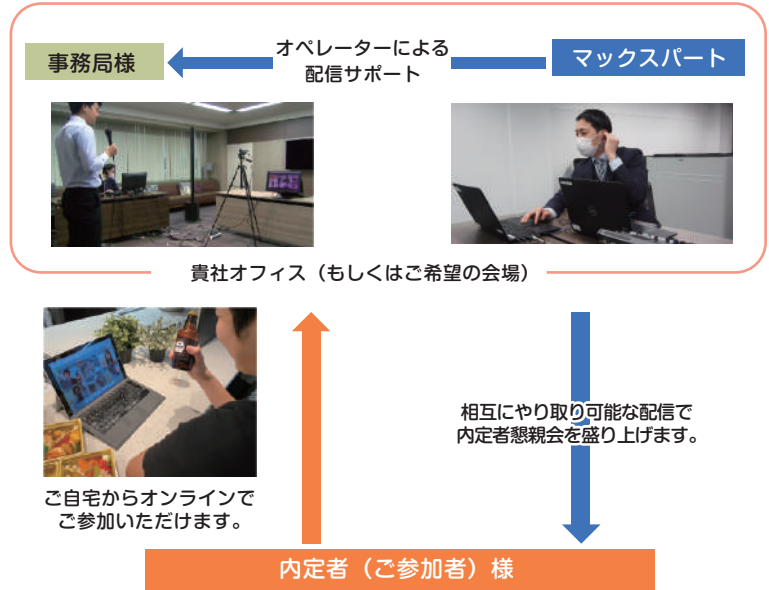 事務局様
オペレーターによる
配信サポート
マックスパート
貴社オフィス（もしくはご希望の会場）
相互にやり取り可能な配信で
内定者懇親会を盛り上げます。
ご自宅からオンラインで
ご参加いただけます。
内定者（ご参加者）様